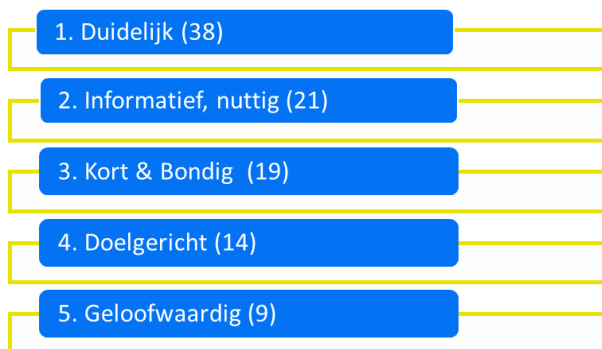 1. Duidelijk (38)
2. Informatief, nuttig (21)
3. Kort & Bondig (19)
4. Doelgericht (14)
5. Geloofwaardig (9)